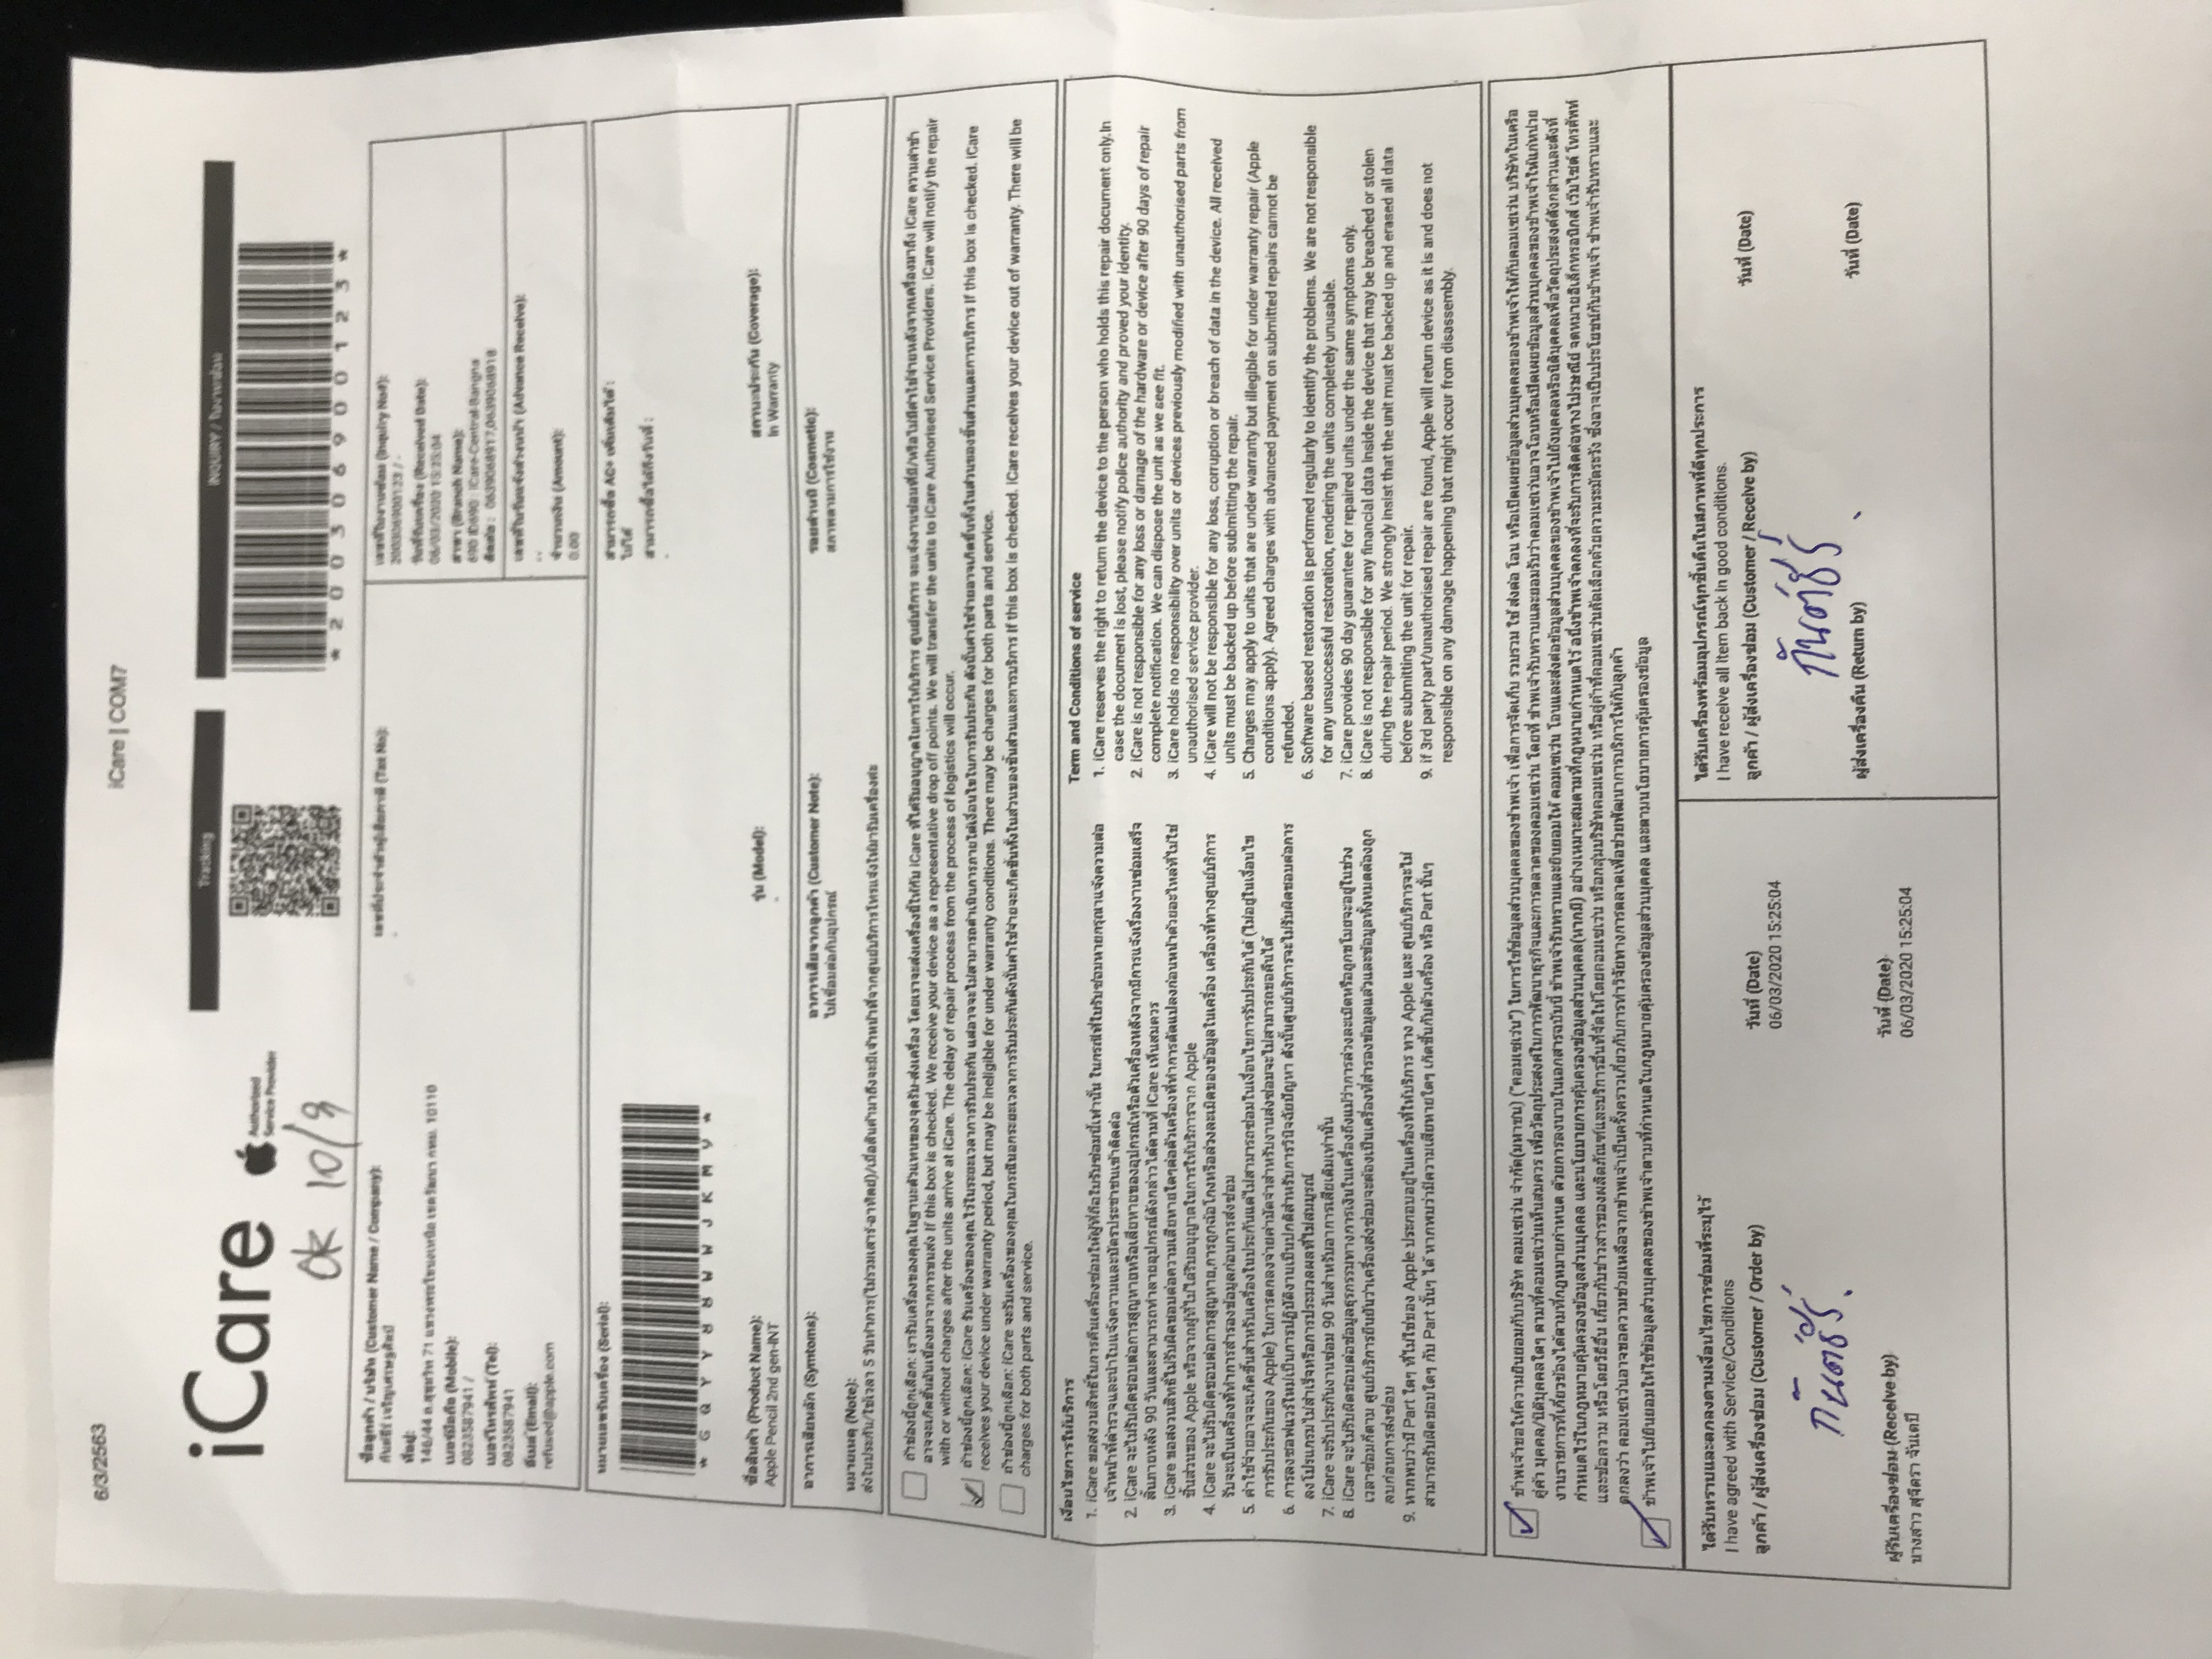 6/3/2563
iCare | COM7
iCare
Authorized
Service Provider
Tracking
INQUIRY / ใบงานซ่อม
ok 10/3
*200306900123*
ชื่อลูกค้า / บริษัท (Customer Name / Company):
กันต์ธีร์ เจริญเศรษฐศิลป์
ที่อยู่:
146/44 ถ.สุขุมวิท 71 แขวงพระโขนงเหนือ เขตวัฒนา กทม. 10110
เบอร์มือถือ (Mobile):
0823587941 /
เบอร์โทรศัพท์ (Tel):
0823587941
อีเมล์ (Email):
refused@apple.com
เลขที่ประจำตัวผู้เสียภาษี (Tax No):
-
เลขที่ใบงานซ่อม (Inquiry No#):
200306900123 / -
วันที่รับเครื่อง (Received Date):
06/03/2020 15:25:04
สาขา (Branch Name):
690 ID690 : iCare-Central-Bangna
ติดต่อ : 0639068917,0639068918
เลขที่ใบรับแจ้งล่วงหน้า (Advance Receive):
--
จำนวนเงิน (Amount):
0.00
หมายเลขรับเครื่อง (Serial):
สามารถซื้อ AC+ เพิ่มเติมได้ :
ไม่ได้
สามารถซื้อได้ถึงวันที่ :
-
*GQYY88WWJKMV*
ชื่อสินค้า (Product Name):
Apple Pencil 2nd gen-INT
รุ่น (Model):
-
สถานะประกัน (Coverage):
In Warranty
อาการเสียหลัก (Symtoms):
อาการเสียจากลูกค้า (Customer Note):
ไม่เชื่อมต่อกับอุปกรณ์
รอยตำหนิ (Cosmetic):
สภาพตามการใช้งาน
หมายเหตุ (Note):
ส่งในประกัน/ใช้เวลา 5 วันทำการ(ไม่รวมเสาร์-อาทิตย์)/เมื่อสินค้ามาถึงจะมีเจ้าหน้าที่จากศูนย์บริการโทรแจ้งให้มารับเครื่องค่ะ
ถ้าช่องนี้ถูกเลือก: เรารับเครื่องของคุณในฐานะตัวแทนของจุดรับ-ส่งเครื่อง โดยเราจะส่งเครื่องนี้ให้กับ iCare ที่ได้รับอนุญาตในการให้บริการ ศูนย์บริการ จะแจ้งงานซ่อมที่มี/หรือไม่มีค่าใช้จ่ายหลังจากเครื่องมาถึง iCare ความล่าช้า
อาจจะเกิดขึ้นอันเนื่องมาจากการขนส่ง If this box is checked. We receive your device as a representative drop off points. We will transfer the units to iCare Authorised Service Providers. iCare will notify the repair
with or without charges after the units arrive at iCare. The delay of repair process from the process of logistics will occur.
ถ้าช่องนี้ถูกเลือก: iCare รับเครื่องของคุณไว้ในระยะเวลาการรับประกัน แต่อาจจะไม่สามารถดำเนินการภายใต้เงื่อนไขในการรับประกัน ดังนั้นค่าใช้จ่ายอาจเกิดขึ้นทั้งในส่วนของชิ้นส่วนและการบริการ If this box is checked. iCare
receives your device under warranty period, but may be ineligible for under warranty conditions. There may be charges for both parts and service.
ถ้าช่องนี้ถูกเลือก: iCare จะรับเครื่องของคุณในกรณีนอกระยะเวลาการรับประกันดังนั้นค่าใช้จ่ายจะเกิดขึ้นทั้งในส่วนของชิ้นส่วนและการบริการ If this box is checked. iCare receives your device out of warranty. There will be
charges for both parts and service.
เงื่อนไขการให้บริการ
1. iCare ขอสงวนสิทธิ์ในการคืนเครื่องซ่อมให้ผู้ที่ถือใบรับซ่อมนี้เท่านั้น ในกรณีที่ใบรับซ่อมหายกรุณาแจ้งความต่อ
เจ้าหน้าที่ตำรวจและนำใบแจ้งความและบัตรประชาชนเข้าติดต่อ
2. iCare จะไม่รับผิดชอบต่อการสูญหายหรือเสียหายของอุปกรณ์หรือตัวเครื่องหลังจากมีการแจ้งเรื่องงานซ่อมเสร็จ
สิ้นภายหลัง 90 วันและสามารถทำลายอุปกรณ์ดังกล่าวได้ตามที่ iCare เห็นสมควร
3. iCare ขอสงวนสิทธิ์ไม่รับผิดชอบต่อความเสียหายใดๆต่อตัวเครื่องที่ทำการดัดแปลงก่อนหน้าด้วยอะไหล่ที่ไม่ใช่
ชิ้นส่วนของ Apple หรือจากผู้ที่ไม่ได้รับอนุญาตในการให้บริการจาก Apple
4. iCare จะไม่รับผิดชอบต่อการสูญหาย,การถูกฉ้อโกงหรือล่วงละเมิดของข้อมูลในเครื่อง เครื่องที่ทางศูนย์บริการ
รับจะเป็นเครื่องที่ทำการสำรองข้อมูลก่อนการส่งซ่อม
5. ค่าใช้จ่ายอาจจะเกิดขึ้นสำหรับเครื่องในประกันแต่ไม่สามารถซ่อมในเงื่อนไขการรับประกันได้ (ไม่อยู่ในเงื่อนไข
การรับประกันของ Apple) ในการตกลงจ่ายค่ามัดจำสำหรับงานส่งซ่อมจะไม่สามารถขอคืนได้
6. การลงซอฟแวร์ใหม่เป็นการปฏิบัติงานเป็นปกติสำหรับการวินิจฉัยปัญหา ดังนั้นศูนย์บริการจะไม่รับผิดชอบต่อการ
ลงโปรแกรมไม่สำเร็จหรือการประมวลผลที่ไม่สมบูรณ์
7. iCare จะรับประกันงานซ่อม 90 วันสำหรับอาการเสียเดิมเท่านั้น
8. iCare จะไม่รับผิดชอบต่อข้อมูลธุรกรรมทางการเงินในเครื่องถึงแม้ว่าการล่วงละเมิดหรือถูกขโมยจะอยู่ในช่วง
เวลาซ่อมก็ตาม ศูนย์บริการยืนยันว่าเครื่องส่งซ่อมจะต้องเป็นเครื่องที่สำรองข้อมูลแล้วและข้อมูลทั้งหมดต้องถูก
ลบก่อนการส่งซ่อม
9. หากพบว่ามี Part ใดๆ ที่ไม่ใช่ของ Apple ประกอบอยู่ในเครื่องที่ให้บริการ ทาง Apple และ ศูนย์บริการจะไม่
สามารถรับผิดชอบใดๆ กับ Part นั้นๆ ได้ หากพบว่ามีความเสียหายใดๆ เกิดขึ้นกับตัวเครื่อง หรือ Part นั้นๆ
Term and Conditions of service
1. iCare reserves the right to return the device to the person who holds this repair document only.In
case the document is lost, please notify police authority and proved your identity.
2. iCare is not responsible for any loss or damage of the hardware or device after 90 days of repair
complete notification. We can dispose the unit as we see fit.
3. iCare holds no responsibility over units or devices previously modified with unauthorised parts from
unauthorised service provider.
4. iCare will not be responsible for any loss, corruption or breach of data in the device. All received
units must be backed up before submitting the repair.
5. Charges may apply to units that are under warranty but illegible for under warranty repair (Apple
conditions apply). Agreed charges with advanced payment on submitted repairs cannot be
refunded.
6. Software based restoration is performed regularly to identify the problems. We are not responsible
for any unsuccessful restoration, rendering the units completely unusable.
7. iCare provides 90 day guarantee for repaired units under the same symptoms only.
8. iCare is not responsible for any financial data inside the device that may be breached or stolen
during the repair period. We strongly insist that the unit must be backed up and erased all data
before submitting the unit for repair.
9. if 3rd party part/unauthorised repair are found, Apple will return device as it is and does not
responsible on any damage happening that might occur from disassembly.
ข้าพเจ้าขอให้ความยินยอมกับบริษัท คอมเซเว่น จำกัด(มหาชน) ("คอมเซเว่น") ในการใช้ข้อมูลส่วนบุคคลของข้าพเจ้า เพื่อการจัดเก็บ รวบรวม ใช้ ส่งต่อ โอน หรือเปิดเผยข้อมูลส่วนบุคคลของข้าพเจ้าให้กับคอมเซเว่น บริษัทในเครือ
คู่ค้า บุคคล/นิติบุคคลใดๆ ตามที่คอมเซเว่นเห็นสมควร เพื่อวัตถุประสงค์ในการพัฒนาธุรกิจและการตลาดของคอมเซเว่น โดยที่ ข้าพเจ้ารับทราบและยอมรับว่าคอมเซเว่นอาจโอนหรือเปิดเผยข้อมูลส่วนบุคคลของข้าพเจ้าให้แก่หน่วย
งานราชการที่เกี่ยวข้องได้ตามที่กฎหมายกำหนด ด้วยการลงนามในเอกสารฉบับนี้ ข้าพเจ้ารับทราบและยินยอมให้ คอมเซเว่น โอนและส่งต่อข้อมูลส่วนบุคคลของข้าพเจ้าไปยังบุคคลหรือนิติบุคคลเพื่อวัตถุประสงค์ดังกล่าวและดังที่
กำหนดไว้ในกฎหมายคุ้มครองข้อมูลส่วนบุคคล และนโยบายการคุ้มครองข้อมูลส่วนบุคคล(หากมี) อย่างเหมาะสมตามที่กฎหมายกำหนดไว้ อนึ่งข้าพเจ้าตกลงที่จะรับการติดต่อทางไปรษณีย์ จดหมายอิเล็กทรอนิกส์ เว็บไซต์ โทรศัพท์
และข้อความ หรือโดยวิธีอื่น เกี่ยวกับข่าวสารของผลิตภัณฑ์และบริการอื่นที่จัดให้โดยคอมเซเว่น หรือกลุ่มบริษัทคอมเซเว่น หรือคู่ค้าที่คอมเซเว่นคัดเลือกด้วยความระมัดระวัง ซึ่งอาจเป็นประโยชน์กับข้าพเจ้า ข้าพเจ้ารับทราบและ
ตกลงว่า คอมเซเว่นอาจขอความช่วยเหลือจากข้าพเจ้าเป็นครั้งคราวเกี่ยวกับการทำวิจัยทางการตลาดเพื่อช่วยพัฒนาการบริการให้กับลูกค้า
ข้าพเจ้าไม่ยินยอมให้ใช้ข้อมูลส่วนบุคคลของข้าพเจ้าตามที่กำหนดในกฎหมายคุ้มครองข้อมูลส่วนบุคคล และตามนโยบายการคุ้มครองข้อมูล
ได้รับทราบและตกลงตามเงื่อนไขการซ่อมที่ระบุไว้
I have agreed with Service/Conditions
ลูกค้า / ผู้ส่งเครื่องซ่อม (Customer / Order by)
วันที่ (Date)
06/03/2020 15:25:04
กันต์ธีร์.
ผู้รับเครื่องซ่อม (Receive by)
นางสาว สุจิตรา จันเดปี
วันที่ (Date)
06/03/2020 15:25:04
ได้รับเครื่องพร้อมอุปกรณ์ทุกชิ้นคืนในสภาพที่ดีทุกประการ
I have receive all item back in good conditions.
ลูกค้า / ผู้ส่งเครื่องซ่อม (Customer / Receive by)
วันที่ (Date)
กันต์ธีร์.
ผู้ส่งเครื่องคืน (Return by)
วันที่ (Date)